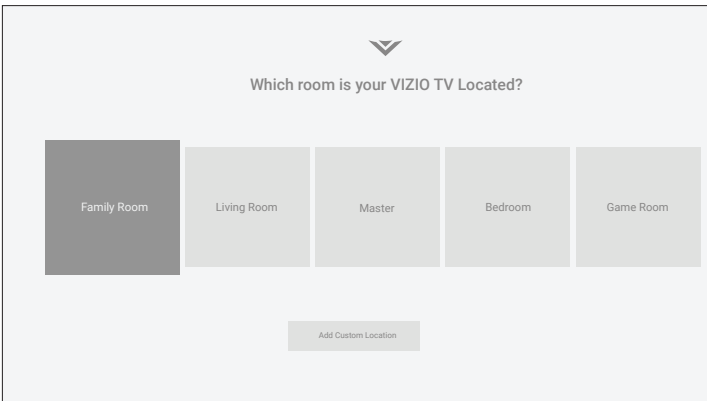 Which room is your VIZIO TV Located?
Family Room
Living Room
Master
Bedroom
Game Room
Add Custom Location